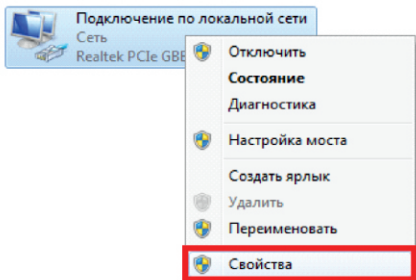 Подключение по локальной сети
Сеть
Realtek PCIe GBE
Отключить
Состояние
Диагностика
Настройка моста
Создать ярлык
Удалить
Переименовать
Свойства